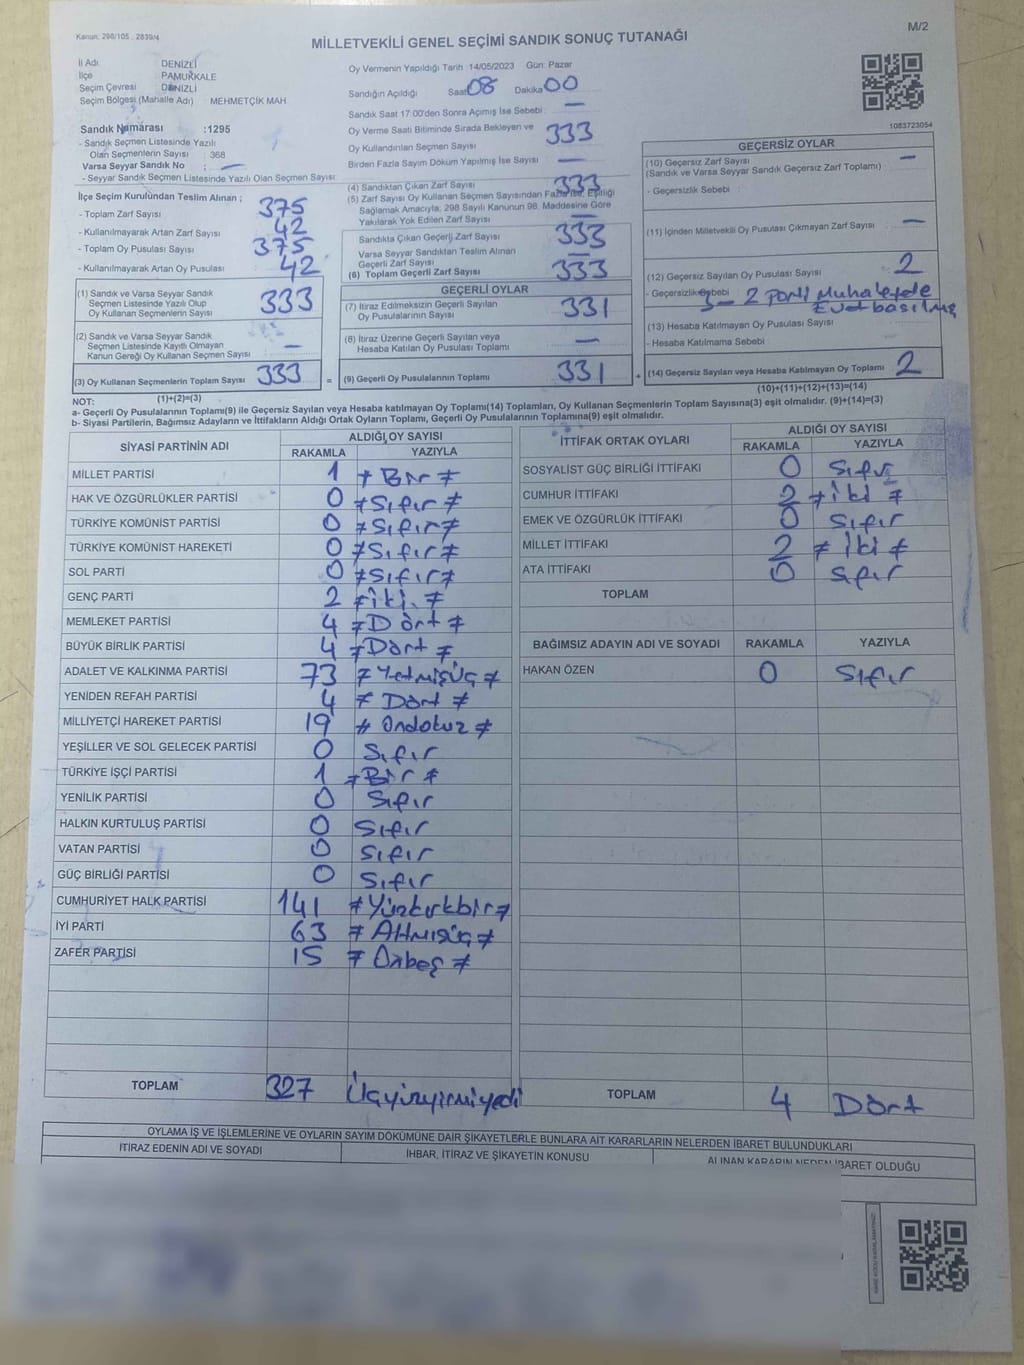 Kanun: 298/105 . 2839/4
M/2
MİLLETVEKİLİ GENEL SEÇİMİ SANDIK SONUÇ TUTANAĞI
İl Adı DENİZLİ
İlçe PAMUKKALE
Seçim Çevresi DENİZLİ
Seçim Bölgesi (Mahalle Adı) MEHMETÇİK MAH
Sandık Numarası :1295
- Sandık Seçmen Listesinde Yazılı
Olan Seçmenlerin Sayısı : 368
Varsa Seyyar Sandık No : —
- Seyyar Sandık Seçmen Listesinde Yazılı Olan Seçmen Sayısı:
Oy Vermenin Yapıldığı Tarih 14/05/2023 Gün: Pazar
Sandığın Açıldığı Saat 08 Dakika 00
Sandık Saat 17:00'den Sonra Açımış İse Sebebi : —
Oy Verme Saati Bitiminde Sırada Bekleyen ve
Oy Kullandırılan Seçmen Sayısı 333
Birden Fazla Sayım Döküm Yapılmış İse Sayısı —
1083723054
İlçe Seçim Kurulundan Teslim Alınan ;
- Toplam Zarf Sayısı 375
- Kullanılmayarak Artan Zarf Sayısı 42
- Toplam Oy Pusulası Sayısı 375
- Kullanılmayarak Artan Oy Pusulası 42
(1) Sandık ve Varsa Seyyar Sandık
Seçmen Listesinde Yazılı Olup
Oy Kullanan Seçmenlerin Sayısı 333
(2) Sandık ve Varsa Seyyar Sandık
Seçmen Listesinde Kayıtlı Olmayan
Kanun Gereği Oy Kullanan Seçmen Sayısı —
(3) Oy Kullanan Seçmenlerin Toplam Sayısı 333 =
(1)+(2)=(3)
(4) Sandıktan Çıkan Zarf Sayısı 333
(5) Zarf Sayısı Oy Kullanan Seçmen Sayısından Fazla İse, Eşitliği
Sağlamak Amacıyla, 298 Sayılı Kanunun 98. Maddesine Göre
Yakılarak Yok Edilen Zarf Sayısı —
Sandıkta Çıkan Geçerli Zarf Sayısı 333
Varsa Seyyar Sandıktan Teslim Alınan
Geçerli Zarf Sayısı —
(6) Toplam Geçerli Zarf Sayısı 333
GEÇERLİ OYLAR
(7) İtiraz Edilmeksizin Geçerli Sayılan
Oy Pusulalarının Sayısı 331
(8) İtiraz Üzerine Geçerli Sayılan veya
Hesaba Katılan Oy Pusulası Toplamı —
(9) Geçerli Oy Pusulalarının Toplamı 331 +
GEÇERSİZ OYLAR
(10) Geçersiz Zarf Sayısı —
(Sandık ve Varsa Seyyar Sandık Geçersiz Zarf Toplamı)
- Geçersizlik Sebebi :
(11) İçinden Milletvekili Oy Pusulası Çıkmayan Zarf Sayısı —
(12) Geçersiz Sayılan Oy Pusulası Sayısı 2
- Geçersizlik Sebebi 3 – 2 parti Muhalefede
Evet basılmış
(13) Hesaba Katılmayan Oy Pusulası Sayısı
- Hesaba Katılmama Sebebi
(14) Geçersiz Sayılan veya Hesaba Katılmayan Oy Toplamı 2
(10)+(11)+(12)+(13)=(14)
NOT:
a- Geçerli Oy Pusulalarının Toplamı(9) ile Geçersiz Sayılan veya Hesaba katılmayan Oy Toplamı(14) Toplamları, Oy Kullanan Seçmenlerin Toplam Sayısına(3) eşit olmalıdır. (9)+(14)=(3)
b- Siyasi Partilerin, Bağımsız Adayların ve İttifakların Aldığı Ortak Oyların Toplamı, Geçerli Oy Pusulalarının Toplamına(9) eşit olmalıdır.
SİYASİ PARTİNİN ADI ALDIĞI OY SAYISI
RAKAMLA YAZIYLA
MİLLET PARTİSİ 1 ≠ Bir ≠
HAK VE ÖZGÜRLÜKLER PARTİSİ 0 ≠ Sıfır ≠
TÜRKİYE KOMÜNİST PARTİSİ 0 ≠ Sıfır ≠
TÜRKİYE KOMÜNİST HAREKETİ 0 ≠ Sıfır ≠
SOL PARTİ 0 ≠ Sıfır ≠
GENÇ PARTİ 2 ≠ iki. ≠
MEMLEKET PARTİSİ 4 ≠ Dört ≠
BÜYÜK BİRLİK PARTİSİ 4 ≠ Dört ≠
ADALET VE KALKINMA PARTİSİ 73 ≠ Yetmişüç ≠
YENİDEN REFAH PARTİSİ 4 ≠ Dört ≠
MİLLİYETÇİ HAREKET PARTİSİ 19 ≠ Ondokuz ≠
YEŞİLLER VE SOL GELECEK PARTİSİ 0 Sıfır
TÜRKİYE İŞÇİ PARTİSİ 1 ≠ Bir ≠
YENİLİK PARTİSİ 0 Sıfır
HALKIN KURTULUŞ PARTİSİ 0 Sıfır
VATAN PARTİSİ 0 Sıfır
GÜÇ BİRLİĞİ PARTİSİ 0 Sıfır
CUMHURİYET HALK PARTİSİ 141 ≠ Yüzkırkbir ≠
İYİ PARTİ 63 ≠ Altmışüç ≠
ZAFER PARTİSİ 15 ≠ Onbeş ≠
TOPLAM 327 Üçyüzyirmiyedi
İTTİFAK ORTAK OYLARI ALDIĞI OY SAYISI
RAKAMLA YAZIYLA
SOSYALİST GÜÇ BİRLİĞİ İTTİFAKI 0 Sıfır
CUMHUR İTTİFAKI 2 ≠ iki ≠
EMEK VE ÖZGÜRLÜK İTTİFAKI 0 Sıfır
MİLLET İTTİFAKI 2 ≠ İki ≠
ATA İTTİFAKI 0 Sıfır
TOPLAM
BAĞIMSIZ ADAYIN ADI VE SOYADI RAKAMLA YAZIYLA
HAKAN ÖZEN 0 Sıfır
TOPLAM 4 Dört
OYLAMA İŞ VE İŞLEMLERİNE VE OYLARIN SAYIM DÖKÜMÜNE DAİR ŞİKAYETLERLE BUNLARA AİT KARARLARIN NELERDEN İBARET BULUNDUKLARI
İTİRAZ EDENİN ADI VE SOYADI İHBAR, İTİRAZ VE ŞİKAYETİN KONUSU ALINAN KARARIN NEDEN İBARET OLDUĞU